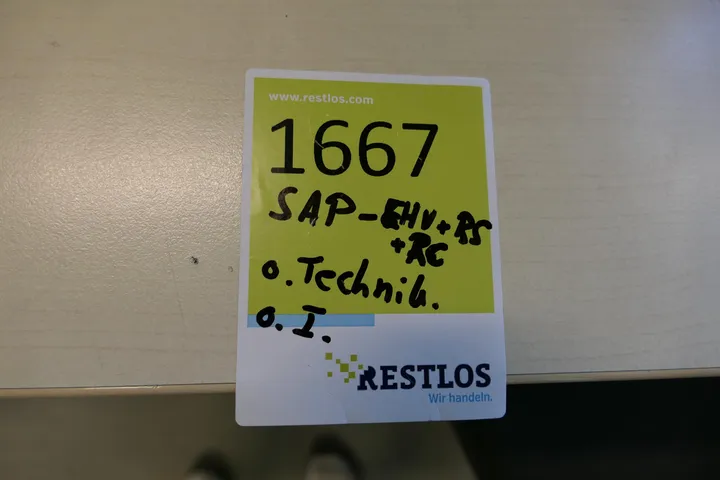 www.restlos.com
1667
SAP-EHV+RS
+RC
o. Technik.
o. I.
RESTLOS
Wir handeln.